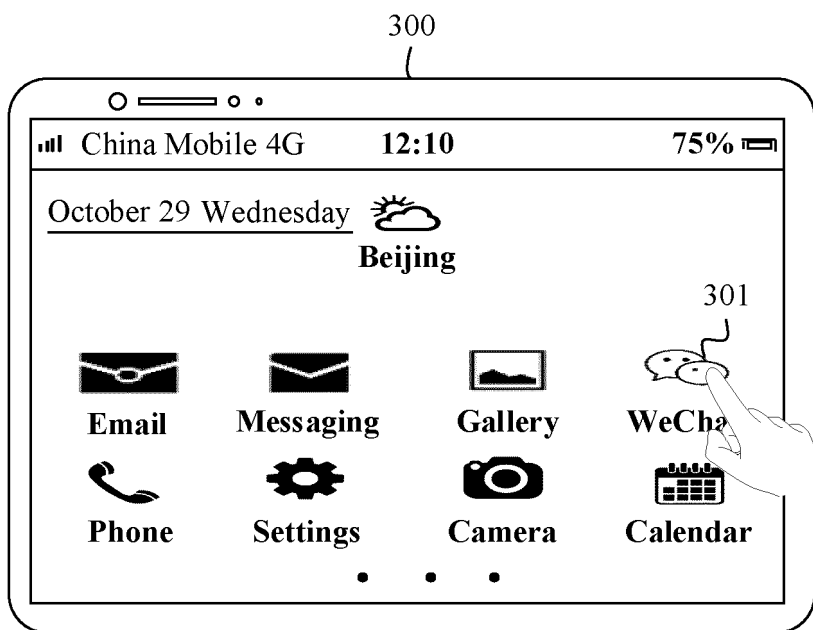 300
China Mobile 4G 12:10 75%
October 29 Wednesday
Beijing
301
Email Messaging Gallery WeCha
Phone Settings Camera Calendar